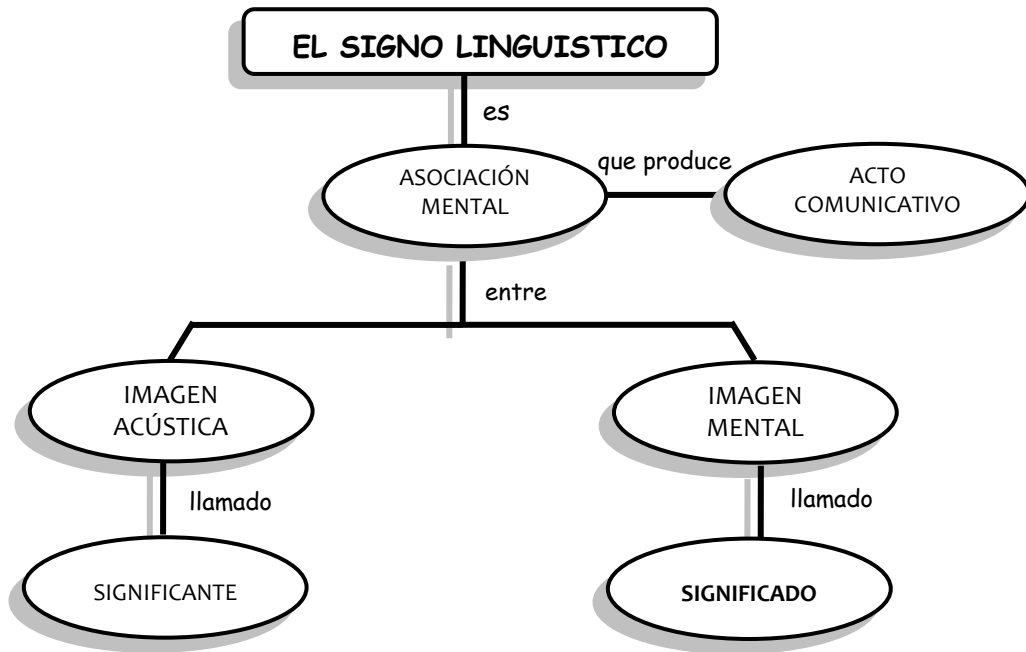 EL SIGNO LINGUISTICO
es
ASOCIACIÓN
MENTAL
que produce
ACTO
COMUNICATIVO
entre
IMAGEN
ACÚSTICA
IMAGEN
MENTAL
llamado
llamado
SIGNIFICANTE
SIGNIFICADO